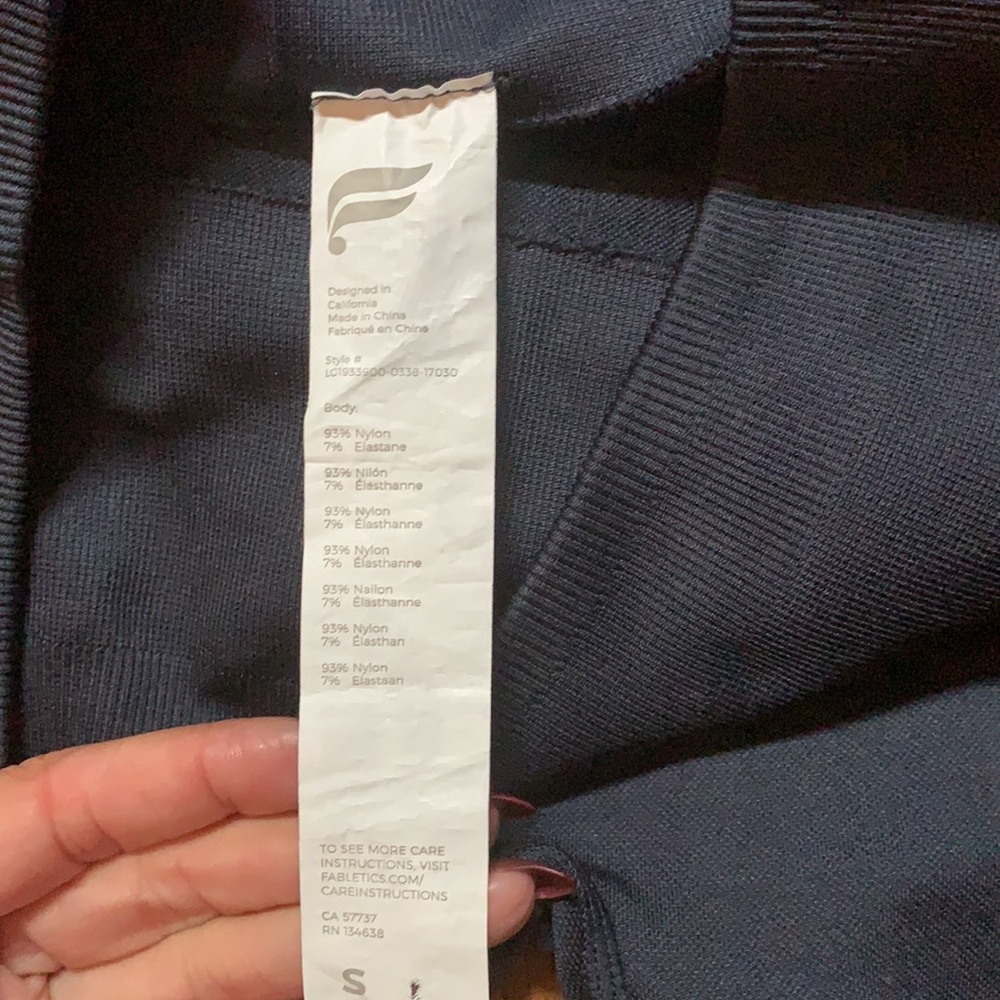 Designed in
California
Made in China
Fabriqué en Chine
Style #
LG1933900-0338-17030
Body:
93% Nylon
7% Elastane
93% Nilón
7% Élesthanne
93% Nylon
7% Élasthanne
93% Nylon
7% Élasthanne
93% Nailon
7% Élasthanne
93% Nylon
7% Élasthan
93% Nylon
7% Elastaan
TO SEE MORE CARE
INSTRUCTIONS, VISIT
FABLETICS.COM/
CAREINSTRUCTIONS
CA 57737
RN 134638
S